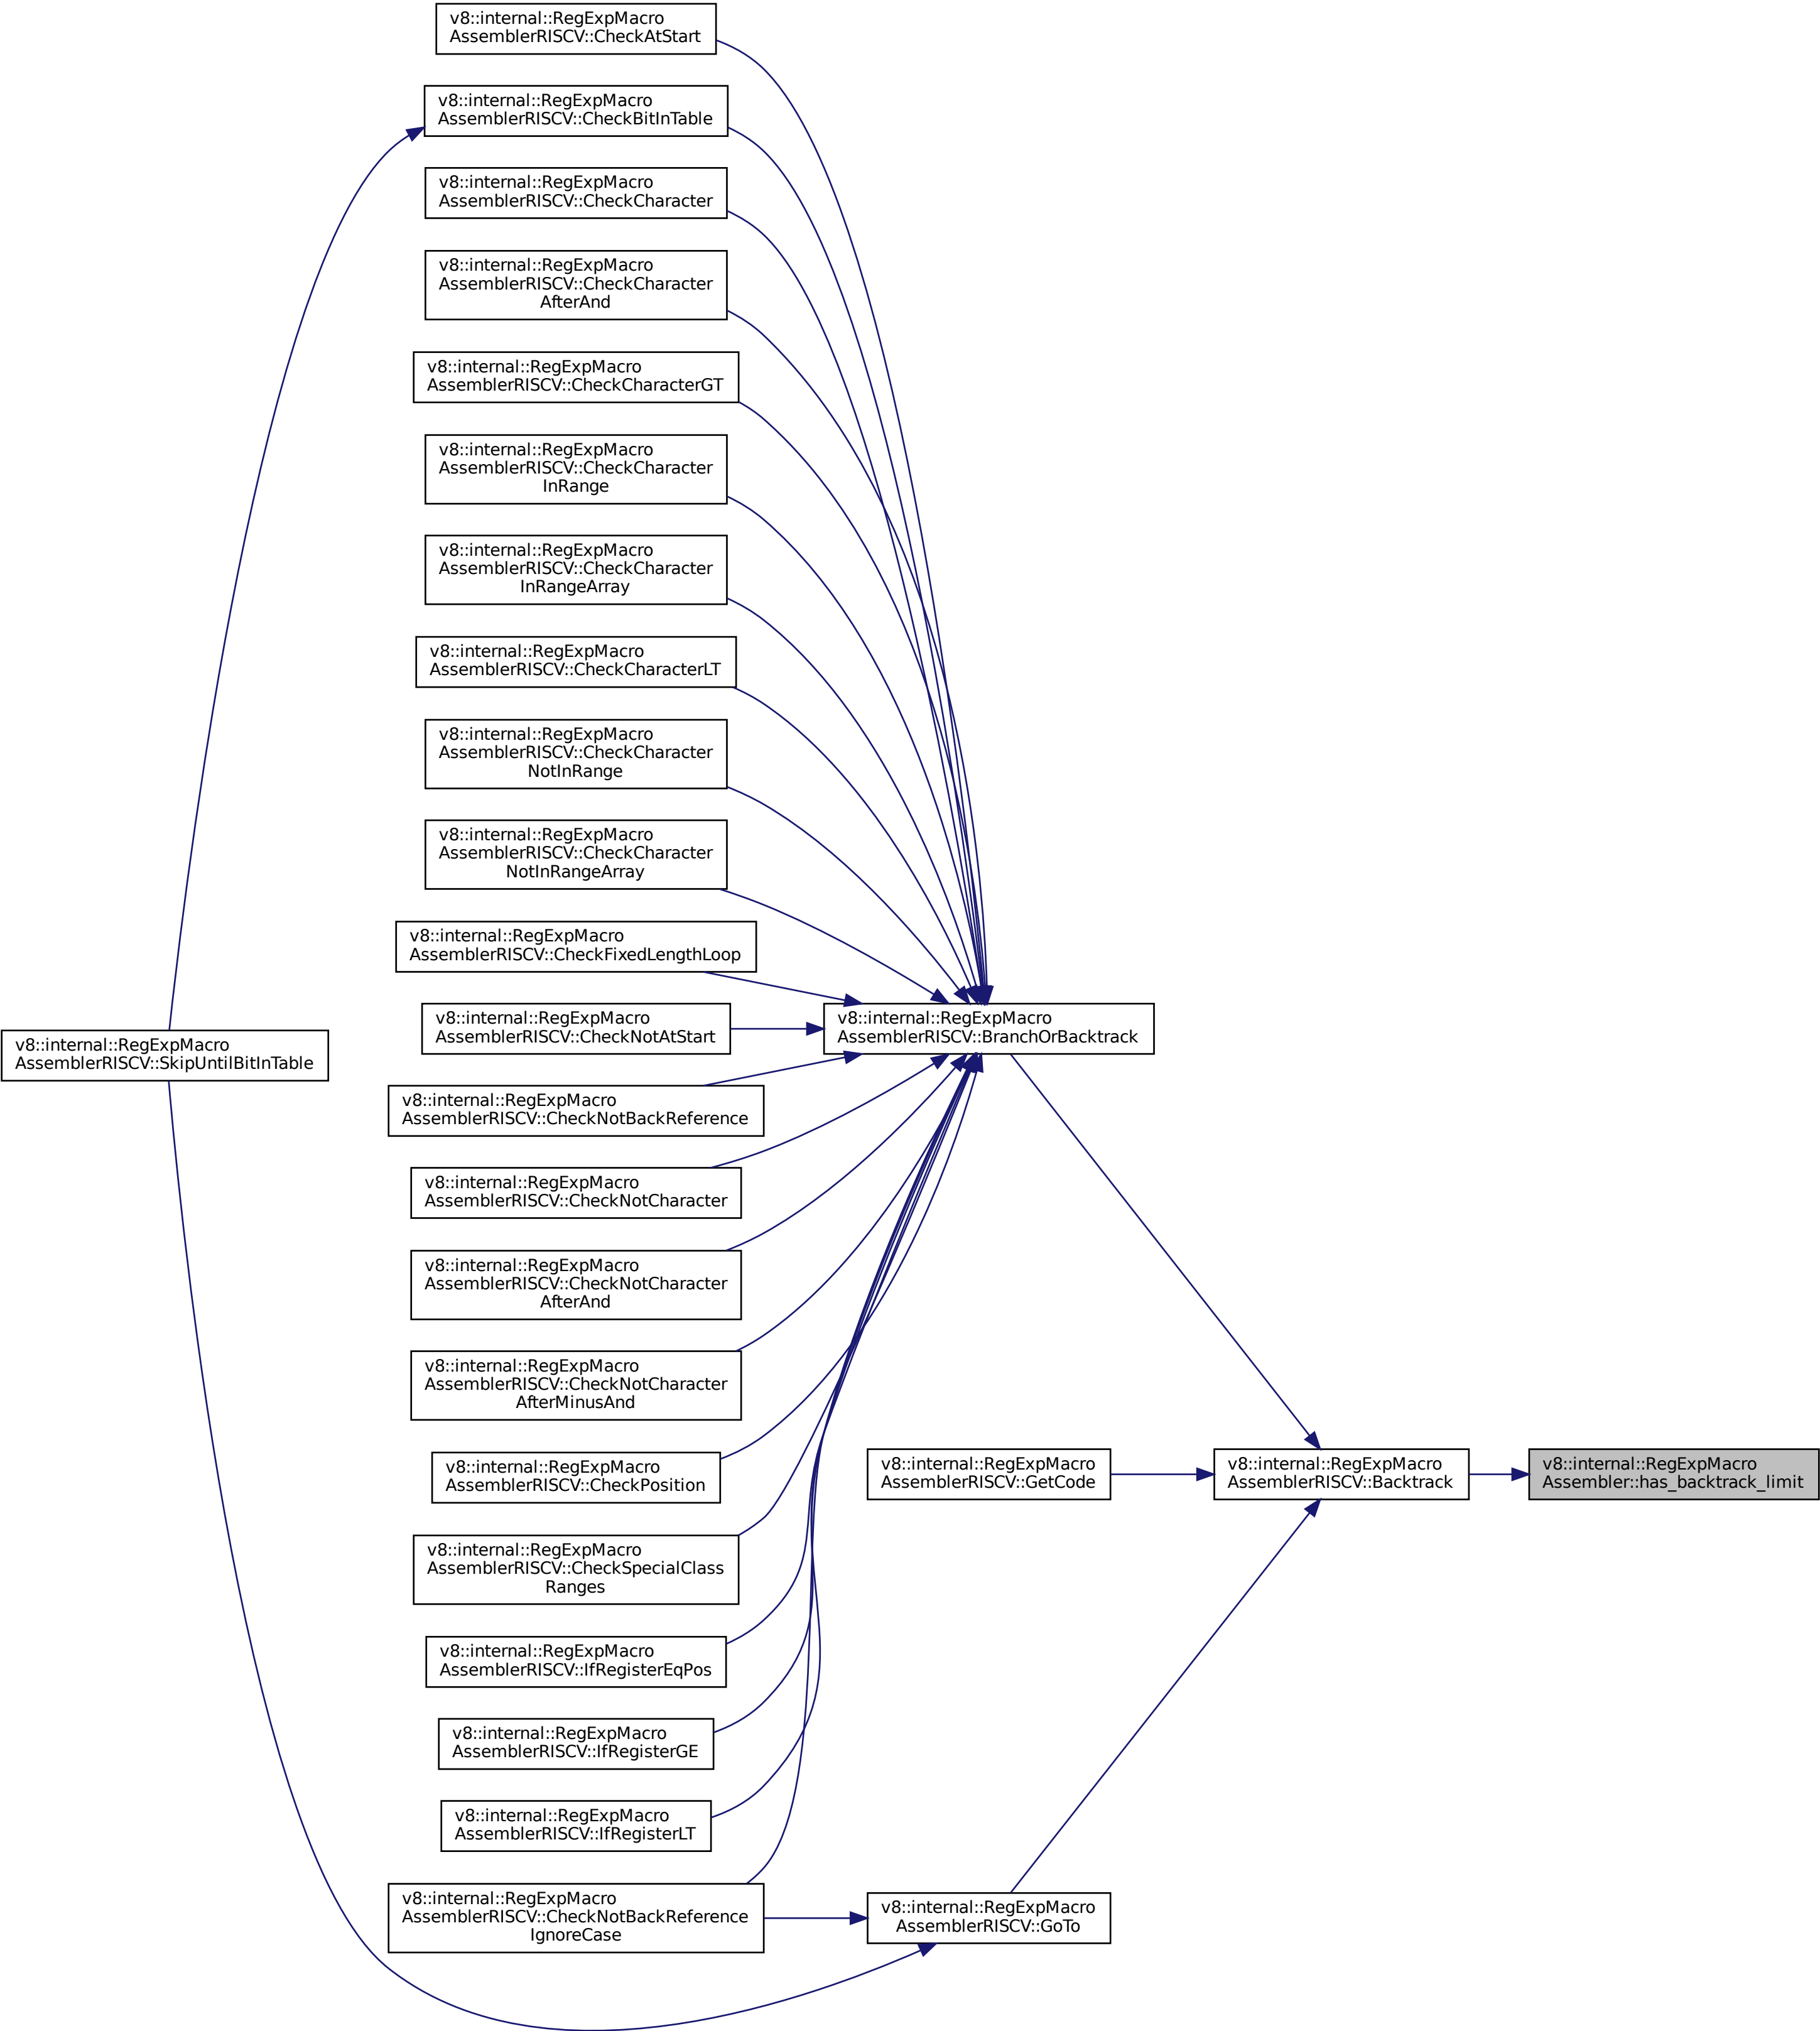 v8::internal::RegExpMacro
AssemblerRISCV::CheckAtStart
v8::internal::RegExpMacro
AssemblerRISCV::CheckBitInTable
v8::internal::RegExpMacro
AssemblerRISCV::CheckCharacter
v8::internal::RegExpMacro
AssemblerRISCV::CheckCharacter
AfterAnd
v8::internal::RegExpMacro
AssemblerRISCV::CheckCharacterGT
v8::internal::RegExpMacro
AssemblerRISCV::CheckCharacter
InRange
v8::internal::RegExpMacro
AssemblerRISCV::CheckCharacter
InRangeArray
v8::internal::RegExpMacro
AssemblerRISCV::CheckCharacterLT
v8::internal::RegExpMacro
AssemblerRISCV::CheckCharacter
NotInRange
v8::internal::RegExpMacro
AssemblerRISCV::CheckCharacter
NotInRangeArray
v8::internal::RegExpMacro
AssemblerRISCV::CheckFixedLengthLoop
v8::internal::RegExpMacro
AssemblerRISCV::CheckNotAtStart
v8::internal::RegExpMacro
AssemblerRISCV::BranchOrBacktrack
v8::internal::RegExpMacro
AssemblerRISCV::SkipUntilBitInTable
v8::internal::RegExpMacro
AssemblerRISCV::CheckNotBackReference
v8::internal::RegExpMacro
AssemblerRISCV::CheckNotCharacter
v8::internal::RegExpMacro
AssemblerRISCV::CheckNotCharacter
AfterAnd
v8::internal::RegExpMacro
AssemblerRISCV::CheckNotCharacter
AfterMinusAnd
v8::internal::RegExpMacro
AssemblerRISCV::CheckPosition
v8::internal::RegExpMacro
AssemblerRISCV::GetCode
v8::internal::RegExpMacro
AssemblerRISCV::Backtrack
v8::internal::RegExpMacro
Assembler::has_backtrack_limit
v8::internal::RegExpMacro
AssemblerRISCV::CheckSpecialClass
Ranges
v8::internal::RegExpMacro
AssemblerRISCV::IfRegisterEqPos
v8::internal::RegExpMacro
AssemblerRISCV::IfRegisterGE
v8::internal::RegExpMacro
AssemblerRISCV::IfRegisterLT
v8::internal::RegExpMacro
AssemblerRISCV::CheckNotBackReference
IgnoreCase
v8::internal::RegExpMacro
AssemblerRISCV::GoTo